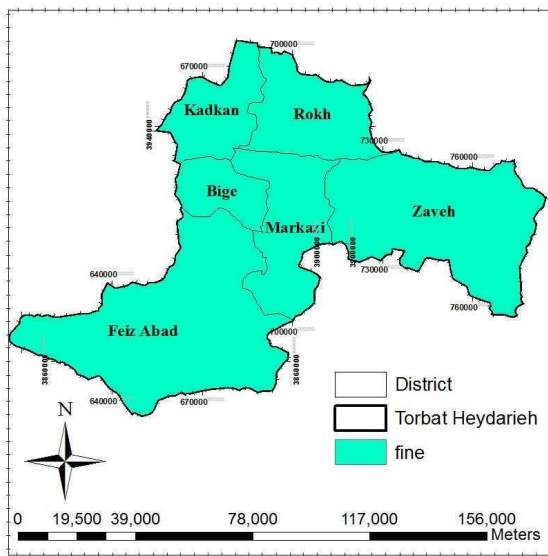 700000
670000
Kadkan
Rokh
3940000
730000
760000
Bige
Zaveh
Markazi
3900000
3900000
640000
730000
760000
Feiz Abad
700000
3860000
3860000
640000
670000
District
Torbat Heydarieh
fine
N
0 19,500 39,000 78,000 117,000 156,000
Meters